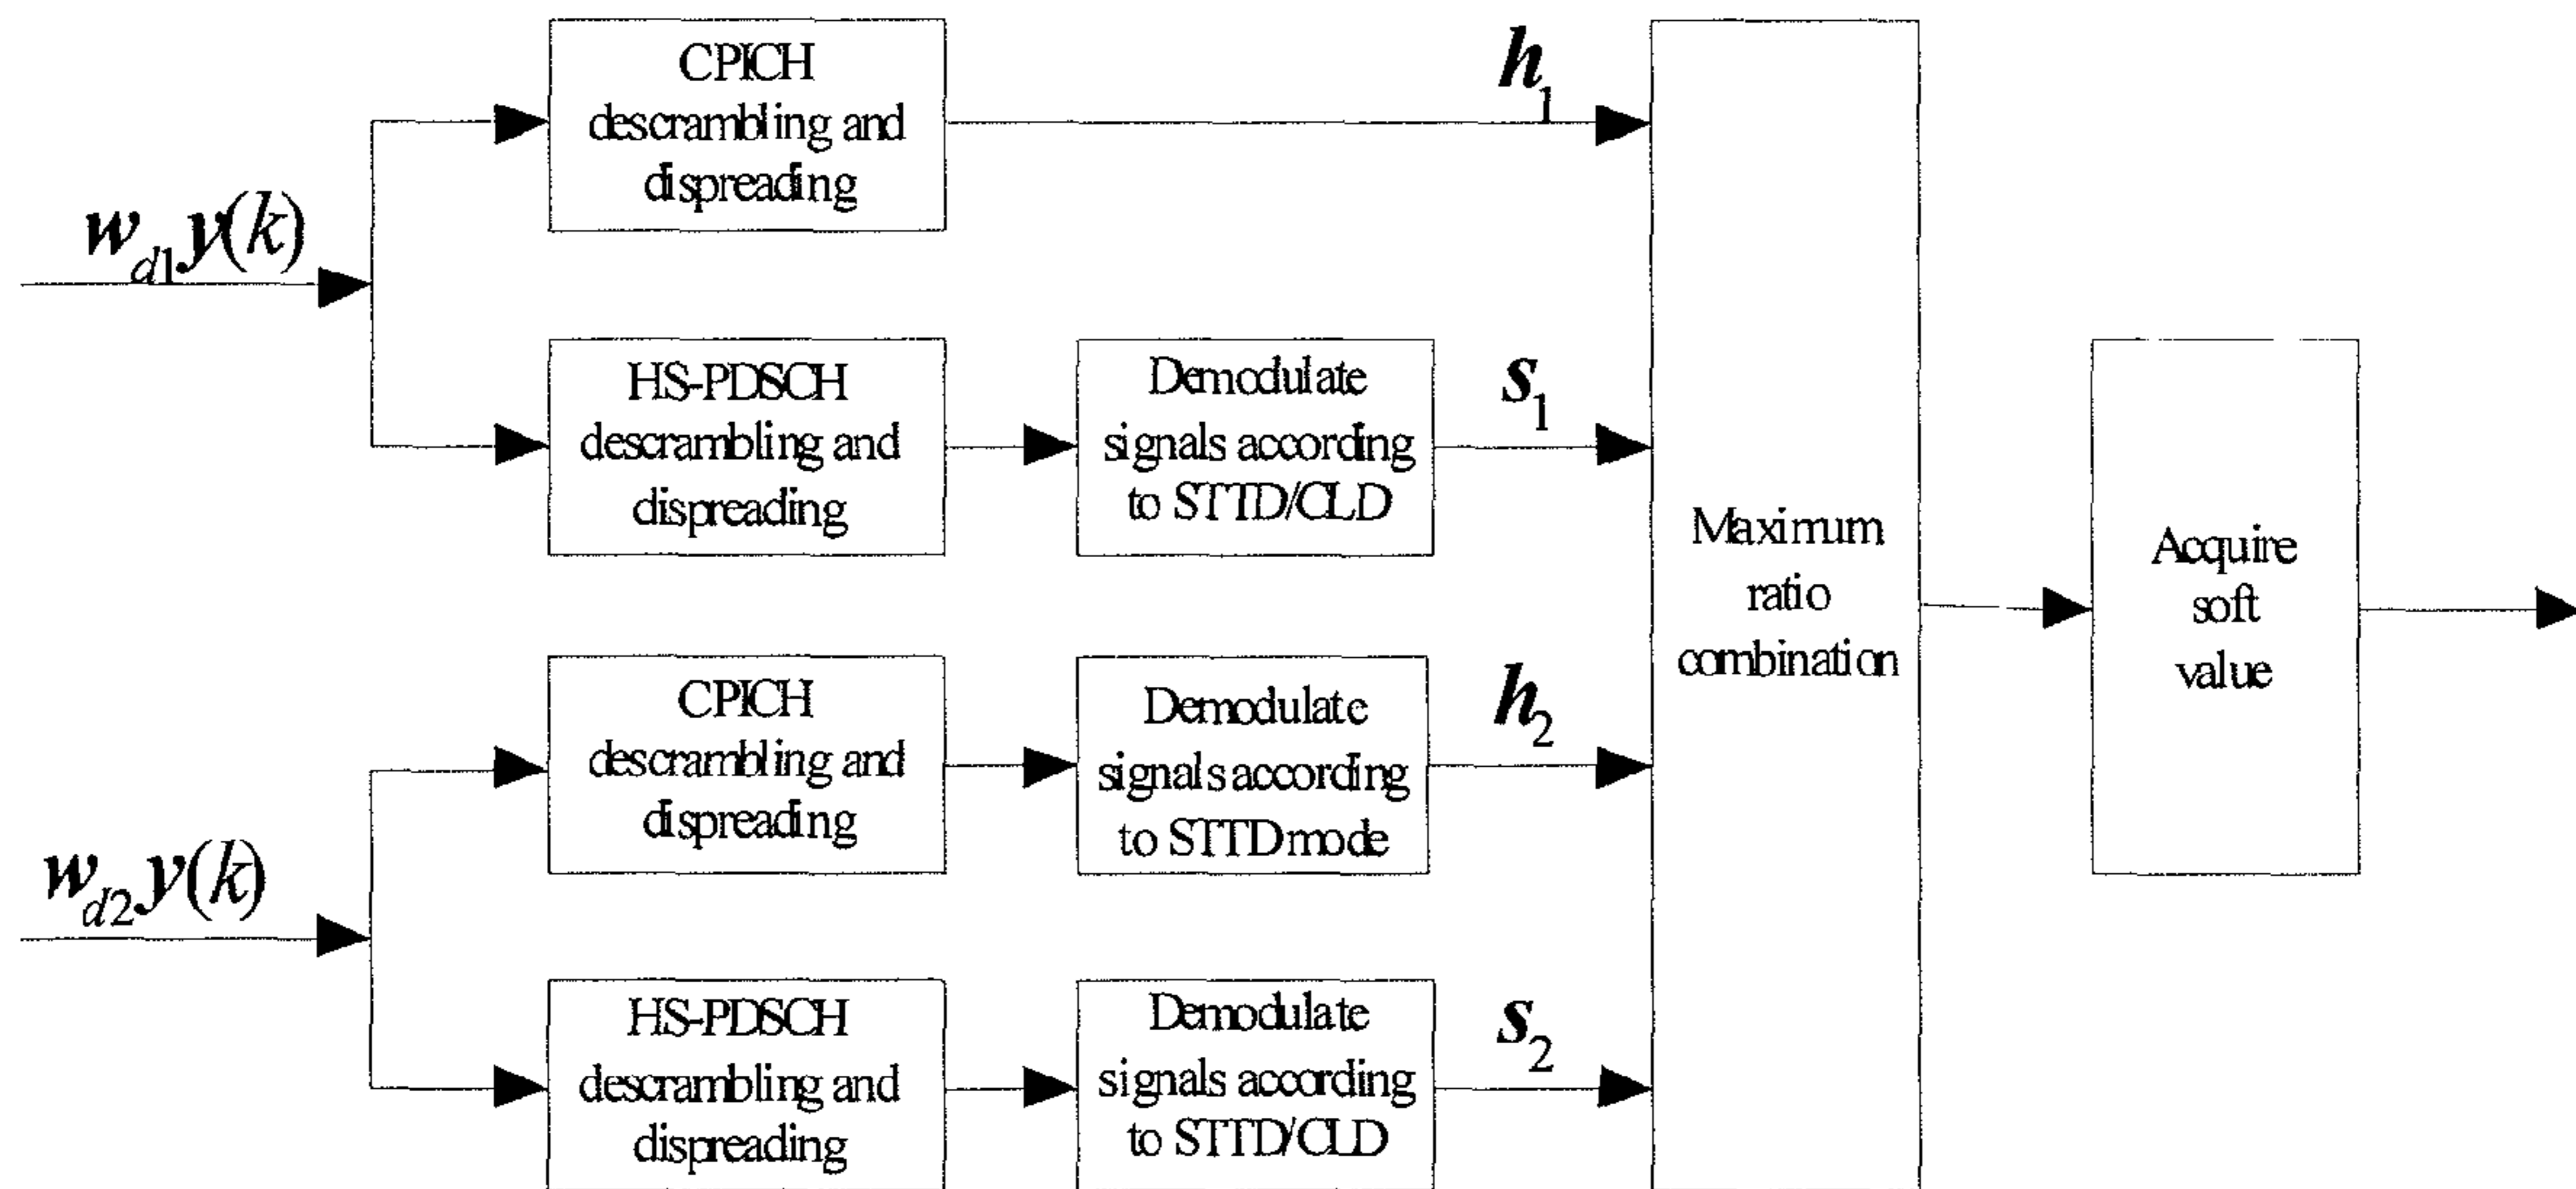 CPICH
descrambling and
dispreading
h1
w_d1 y(k)
HS-PDSCH
descrambling and
dispreading
Demodulate
signals according
to STTD/CLD
s1
CPICH
descrambling and
dispreading
Demodulate
signals according
to STTD mode
h2
w_d2 y(k)
HS-PDSCH
descrambling and
dispreading
Demodulate
signals according
to STTD/CLD
s2
Maximum
ratio
combination
Acquire
soft
value